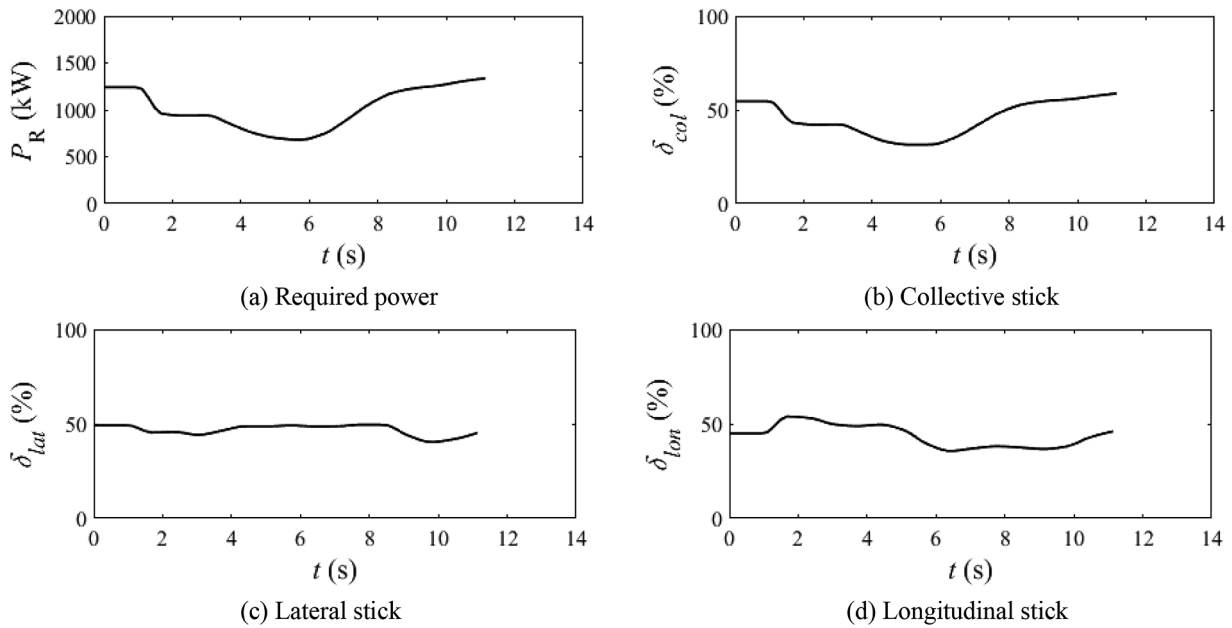 2000
1500
1000
500
0
P_R (kW)
0 2 4 6 8 10 12 14
t (s)
(a) Required power
100
50
0
δ_col (%)
0 2 4 6 8 10 12 14
t (s)
(b) Collective stick
100
50
0
δ_lat (%)
0 2 4 6 8 10 12 14
t (s)
(c) Lateral stick
100
50
0
δ_lon (%)
0 2 4 6 8 10 12 14
t (s)
(d) Longitudinal stick